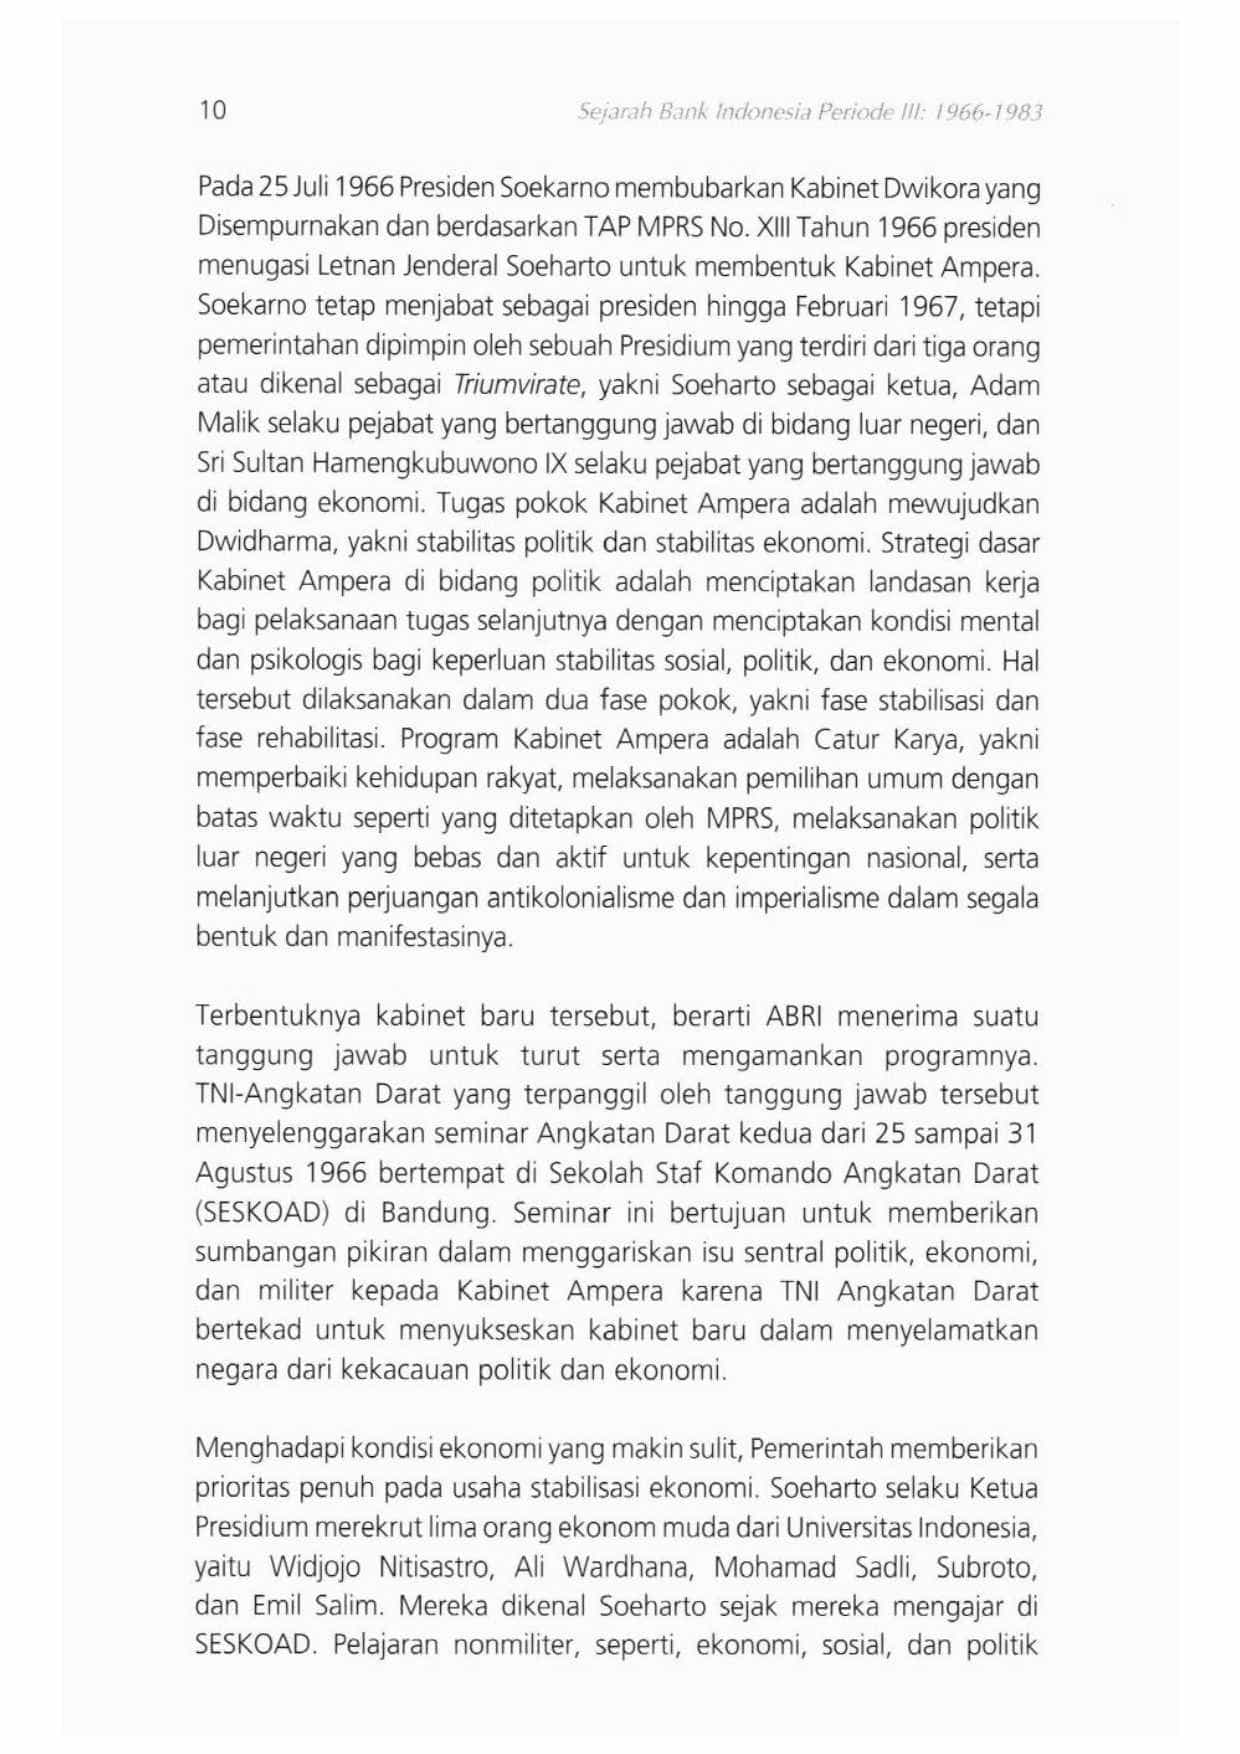 10
Sejarah Bank Indonesia Periode III: 1966-1983
Pada 25 Juli 1966 Presiden Soekarno membubarkan Kabinet Dwikora yang
Disempurnakan dan berdasarkan TAP MPRS No. XIII Tahun 1966 presiden
menugasi Letnan Jenderal Soeharto untuk membentuk Kabinet Ampera.
Soekarno tetap menjabat sebagai presiden hingga Februari 1967, tetapi
pemerintahan dipimpin oleh sebuah Presidium yang terdiri dari tiga orang
atau dikenal sebagai Triumvirate, yakni Soeharto sebagai ketua, Adam
Malik selaku pejabat yang bertanggung jawab di bidang luar negeri, dan
Sri Sultan Hamengkubuwono IX selaku pejabat yang bertanggung jawab
di bidang ekonomi. Tugas pokok Kabinet Ampera adalah mewujudkan
Dwidharma, yakni stabilitas politik dan stabilitas ekonomi. Strategi dasar
Kabinet Ampera di bidang politik adalah menciptakan landasan kerja
bagi pelaksanaan tugas selanjutnya dengan menciptakan kondisi mental
dan psikologis bagi keperluan stabilitas sosial, politik, dan ekonomi. Hal
tersebut dilaksanakan dalam dua fase pokok, yakni fase stabilisasi dan
fase rehabilitasi. Program Kabinet Ampera adalah Catur Karya, yakni
memperbaiki kehidupan rakyat, melaksanakan pemilihan umum dengan
batas waktu seperti yang ditetapkan oleh MPRS, melaksanakan politik
luar negeri yang bebas dan aktif untuk kepentingan nasional, serta
melanjutkan perjuangan antikolonialisme dan imperialisme dalam segala
bentuk dan manifestasinya.
Terbentuknya kabinet baru tersebut, berarti ABRI menerima suatu
tanggung jawab untuk turut serta mengamankan programnya.
TNI-Angkatan Darat yang terpanggil oleh tanggung jawab tersebut
menyelenggarakan seminar Angkatan Darat kedua dari 25 sampai 31
Agustus 1966 bertempat di Sekolah Staf Komando Angkatan Darat
(SESKOAD) di Bandung. Seminar ini bertujuan untuk memberikan
sumbangan pikiran dalam menggariskan isu sentral politik, ekonomi,
dan militer kepada Kabinet Ampera karena TNI Angkatan Darat
bertekad untuk menyukseskan kabinet baru dalam menyelamatkan
negara dari kekacauan politik dan ekonomi.
Menghadapi kondisi ekonomi yang makin sulit, Pemerintah memberikan
prioritas penuh pada usaha stabilisasi ekonomi. Soeharto selaku Ketua
Presidium merekrut lima orang ekonom muda dari Universitas Indonesia,
yaitu Widjojo Nitisastro, Ali Wardhana, Mohamad Sadli, Subroto,
dan Emil Salim. Mereka dikenal Soeharto sejak mereka mengajar di
SESKOAD. Pelajaran nonmiliter, seperti, ekonomi, sosial, dan politik